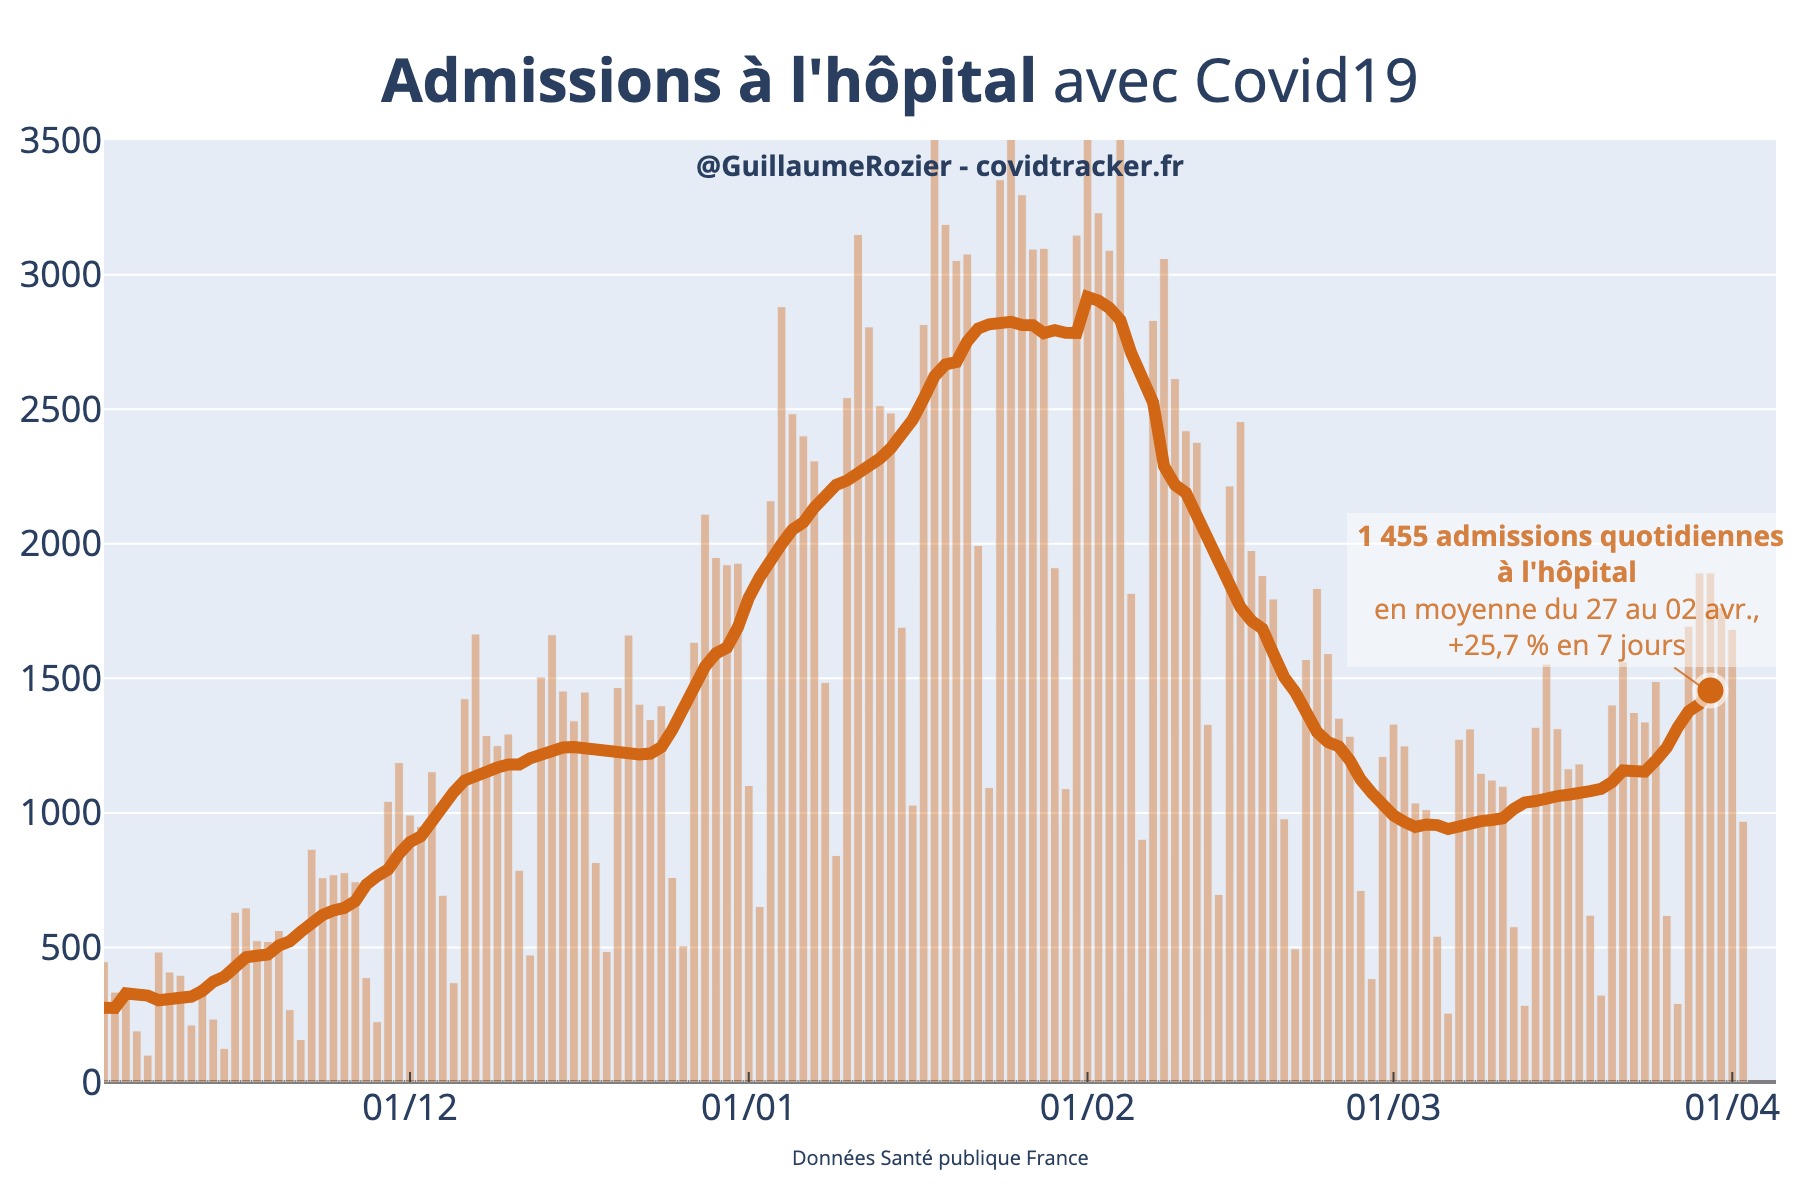 Admissions à l'hôpital avec Covid19
3500
@GuillaumeRozier - covidtracker.fr
3000
2500
2000
1 455 admissions quotidiennes
à l'hôpital
en moyenne du 27 au 02 avr.,
+25,7 % en 7 jours
1500
1000
500
0
01/12 01/01 01/02 01/03 01/04
Données Santé publique France